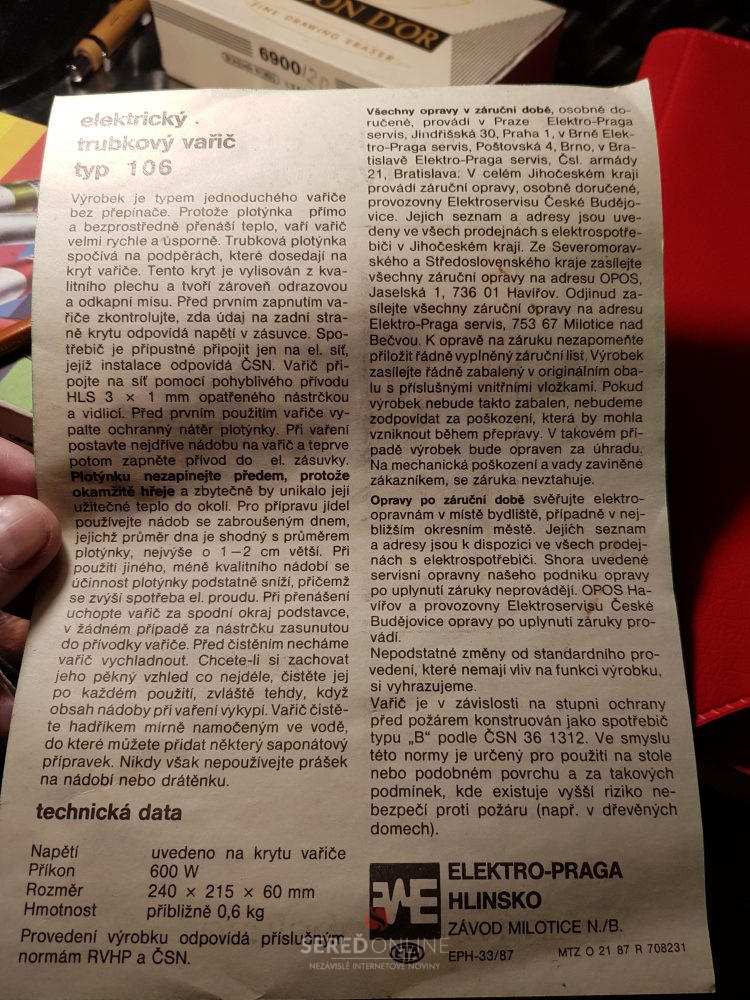 ON D'OR
FINE DRAWING ERASER
6900/20
elektrický
trubkový vařič
typ 106
Výrobek je typem jednoduchého vařiče
bez přepínače. Protože plotýnka přímo
a bezprostředně přenáší teplo, vaří vařič
velmi rychle a úsporně. Trubková plotýnka
spočívá na podpěrách, které dosedají na
kryt vařiče. Tento kryt je vylisován z kva-
litního plechu a tvoří zároveň odrazovou
a odkapní mísu. Před prvním zapnutím va-
řiče zkontrolujte, zda údaj na zadní stra-
ně krytu odpovídá napětí v zásuvce. Spo-
třebič je přípustné připojit jen na el. síť,
jejíž instalace odpovídá ČSN. Vařič při-
pojte na síť pomocí pohyblivého přívodu
HLS 3 × 1 mm opatřeného nástrčkou
a vidlicí. Před prvním použitím vařiče vy-
palte ochranný nátěr plotýnky. Při vaření
postavte nejdříve nádobu na vařič a teprve
potom zapněte přívod do el. zásuvky.
Plotýnku nezapínejte předem, protože
okamžitě hřeje a zbytečně by unikalo její
užitečné teplo do okolí. Pro přípravu jídel
používejte nádob se zabroušeným dnem,
jejichž průměr dna je shodný s průměrem
plotýnky, nejvýše o 1–2 cm větší. Při
použití jiného, méně kvalitního nádobí se
účinnost plotýnky podstatně sníží, přičemž
se zvýší spotřeba el. proudu. Při přenášení
uchopte vařič za spodní okraj podstavce,
v žádném případě za nástrčku zasunutou
do přívodky vařiče. Před čistěním necháme
vařič vychladnout. Chcete-li si zachovat
jeho pěkný vzhled co nejdéle, čistěte jej
po každém použití, zvláště tehdy, když
obsah nádoby při vaření vykypí. Vařič čistě-
te hadříkem mírně namočeným ve vodě,
do které můžete přidat některý saponátový
přípravek. Nikdy však nepoužívejte prášek
na nádobí nebo drátěnku.
technická data
Napětí uvedeno na krytu vařiče
Příkon 600 W
Rozměr 240 × 215 × 60 mm
Hmotnost přibližně 0,6 kg
Provedení výrobku odpovídá příslušným
normám RVHP a ČSN.
Všechny opravy v záruční době, osobně do-
ručené, provádí v Praze Elektro-Praga
servis, Jindřišská 30, Praha 1, v Brně Elek-
tro-Praga servis, Poštovská 4, Brno, v Bra-
tislavě Elektro-Praga servis, Čsl. armády
21, Bratislava. V celém Jihočeském kraji
provádí záruční opravy, osobně doručené,
provozovny Elektroservisu České Budějo-
vice. Jejich seznam a adresy jsou uve-
deny ve všech prodejnách s elektrospotře-
biči v Jihočeském kraji. Ze Severomorav-
ského a Středoslovenského kraje zasílejte
všechny záruční opravy na adresu OPOS,
Jaselská 1, 736 01 Havířov. Odjinud za-
sílejte všechny záruční opravy na adresu
Elektro-Praga servis, 753 67 Milotice nad
Bečvou. K opravě na záruku nezapomeňte
přiložit řádně vyplněný záruční list. Výrobek
zasílejte řádně zabalený v originálním oba-
lu s příslušnými vnitřními vložkami. Pokud
výrobek nebude takto zabalen, nebudeme
zodpovídat za poškození, která by mohla
vzniknout během přepravy. V takovém pří-
padě výrobek bude opraven za úhradu.
Na mechanická poškození a vady zaviněné
zákazníkem, se záruka nevztahuje.
Opravy po záruční době svěřujte elektro-
opravnám v místě bydliště, případně v nej-
bližším okresním městě. Jejich seznam
a adresy jsou k dispozici ve všech prodej-
nách s elektrospotřebiči. Shora uvedené
servisní opravny našeho podniku opravy
po uplynutí záruky neprovádějí. OPOS Ha-
vířov a provozovny Elektroservisu České
Budějovice opravy po uplynutí záruky pro-
vádí.
Nepodstatné změny od standardního pro-
vedení, které nemají vliv na funkci výrobku,
si vyhrazujeme.
Vařič je v závislosti na stupni ochrany
před požárem konstruován jako spotřebič
typu „B" podle ČSN 36 1312. Ve smyslu
této normy je určený pro použití na stole
nebo podobném povrchu a za takových
podmínek, kde existuje vyšší riziko ne-
bezpečí proti požáru (např. v dřevěných
domech).
ELEKTRO-PRAGA
HLINSKO
ZÁVOD MILOTICE N./B.
ETA
EPH-33/87
MTZ O 21 87 R 708231
SEREĎONLINE
NEZÁVISLÉ INTERNETOVÉ NOVINY